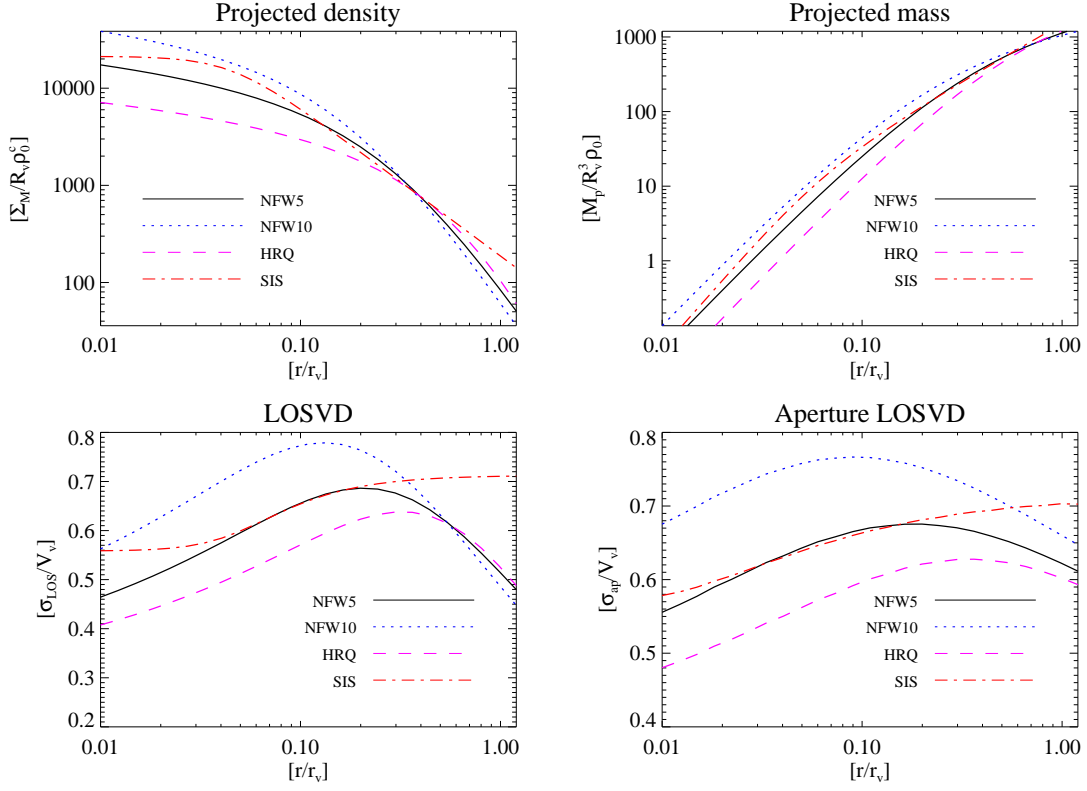 Projected density
[Σ_M/R_vρ_0^c]
10000
1000
100
NFW5
NFW10
HRQ
SIS
0.01 0.10 1.00
[r/r_v]
Projected mass
[M_p/R_v^3ρ_0]
1000
100
10
1
NFW5
NFW10
HRQ
SIS
0.01 0.10 1.00
[r/r_v]
LOSVD
[σ_LOS/V_v]
0.8
0.7
0.6
0.5
0.4
0.3
0.2
NFW5
NFW10
HRQ
SIS
0.01 0.10 1.00
[r/r_v]
Aperture LOSVD
[σ_ap/V_v]
0.8
0.7
0.6
0.5
0.4
NFW5
NFW10
HRQ
SIS
0.01 0.10 1.00
[r/r_v]